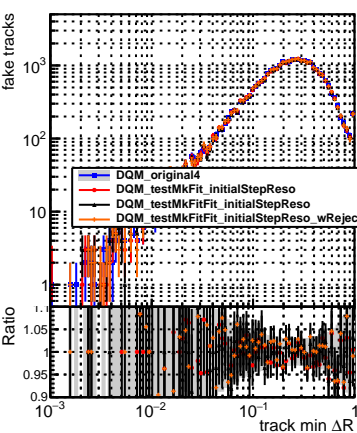 fake tracks
10³
10²
10
1
DQM_original4
DQM_testMkFit_initialStepReso
DQM_testMkFitFit_initialStepReso
DQM_testMkFitFit_initialStepReso_wRejec
Ratio
1.1
1.05
1
0.95
0.9
10⁻³
10⁻²
10⁻¹
1
track min ΔR